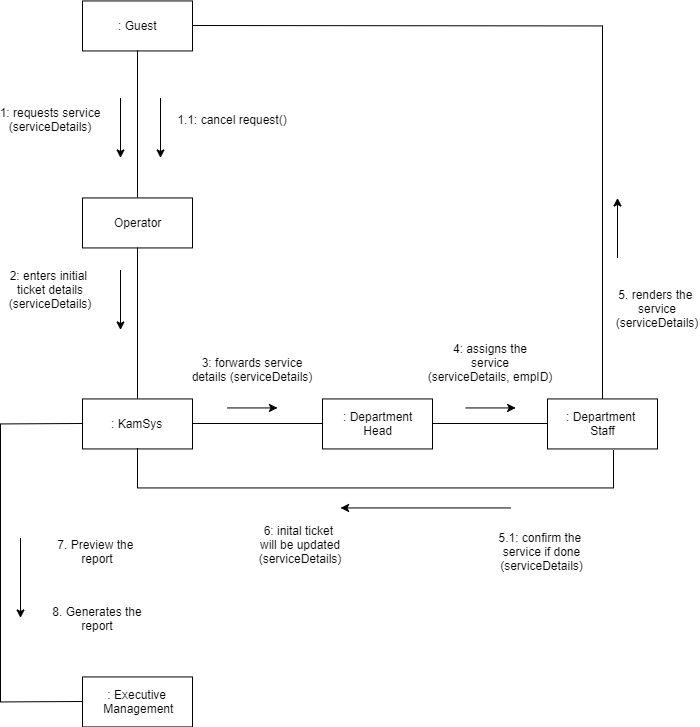 : Guest
1: requests service
(serviceDetails)
1.1: cancel request()
Operator
2: enters initial
ticket details
(serviceDetails)
5. renders the
service
(serviceDetails)
3: forwards service
details (serviceDetails)
4: assigns the
service
(serviceDetails, empID)
: KamSys
: Department
Head
: Department
Staff
6: inital ticket
will be updated
(serviceDetails)
5.1: confirm the
service if done
(serviceDetails)
7. Preview the
report
8. Generates the
report
: Executive
Management